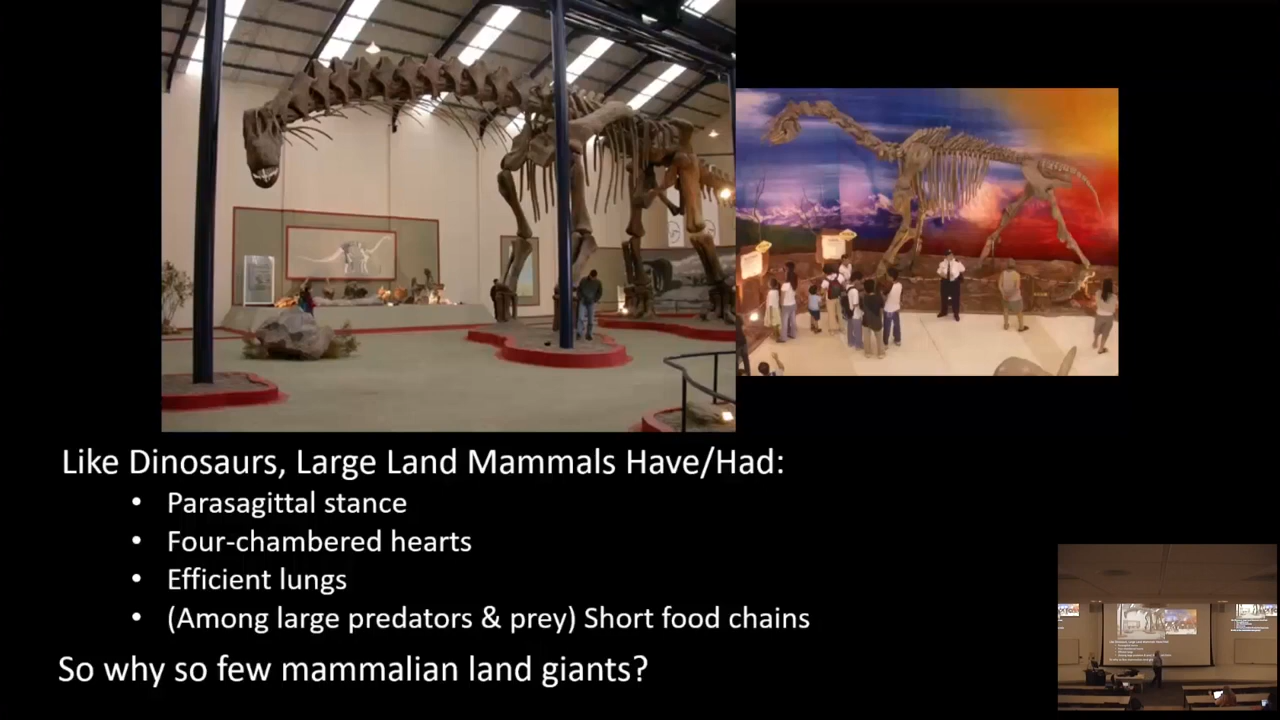 Like Dinosaurs, Large Land Mammals Have/Had:
• Parasagittal stance
• Four-chambered hearts
• Efficient lungs
• (Among large predators & prey) Short food chains
So why so few mammalian land giants?